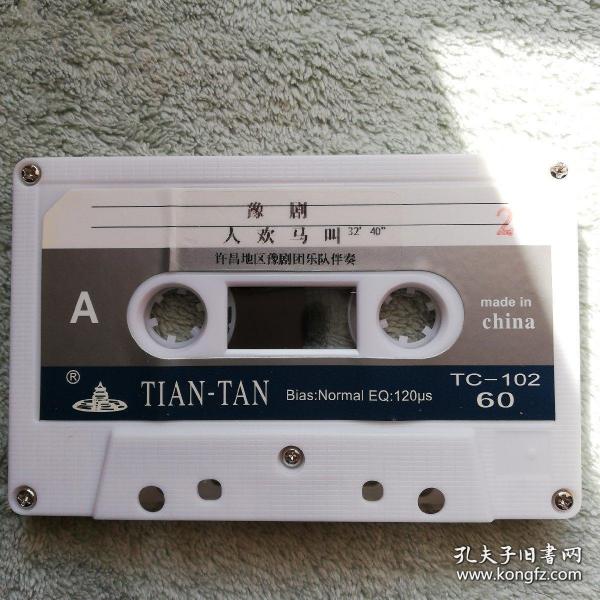 豫 剧
2
人 欢 马 叫 32' 40"
许昌地区豫剧团乐队伴奏
A
made in
china
®
TIAN-TAN
Bias:Normal EQ:120µs
TC-102
60
孔夫子旧书网
www.kongfz.com